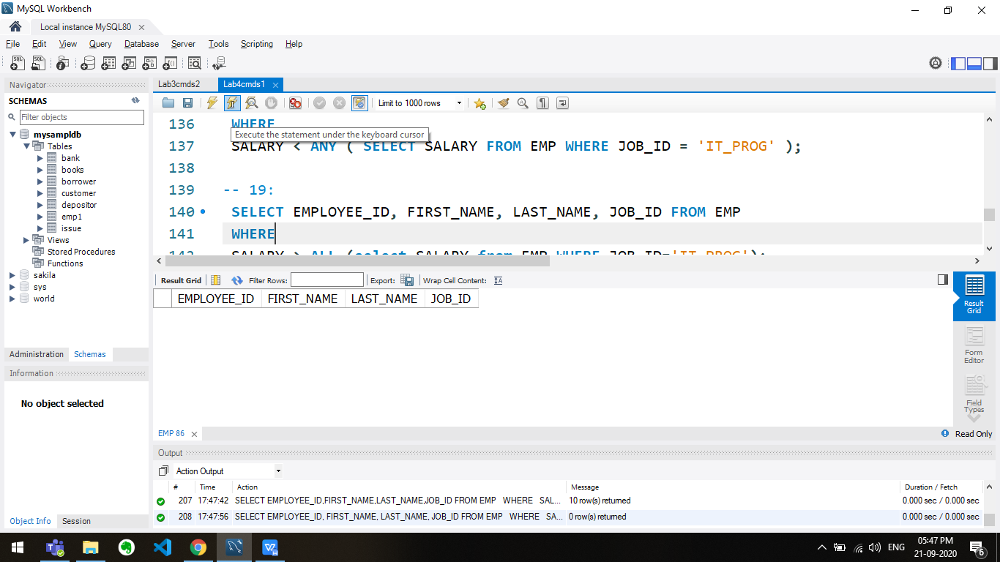 MySQL Workbench
Local instance MySQL80
File Edit View Query Database Server Tools Scripting Help
Navigator
SCHEMAS
Filter objects
mysampldb
Tables
bank
books
borrower
customer
depositor
emp1
issue
Views
Stored Procedures
Functions
sakila
sys
world
Administration Schemas
Information
No object selected
Object Info Session
Lab3cmds2 Lab4cmds1
Limit to 1000 rows
136 WHERE
Execute the statement under the keyboard cursor
137 SALARY < ANY ( SELECT SALARY FROM EMP WHERE JOB_ID = 'IT_PROG' );
138
139 -- 19:
140 SELECT EMPLOYEE_ID, FIRST_NAME, LAST_NAME, JOB_ID FROM EMP
141 WHERE
142 SALARY > ALL (select SALARY from EMP WHERE JOB_ID='IT_PROG');
Result Grid Filter Rows: Export: Wrap Cell Content:
EMPLOYEE_ID FIRST_NAME LAST_NAME JOB_ID
Result Grid
Form Editor
Field Types
EMP 86
Read Only
Output
Action Output
# Time Action Message Duration / Fetch
207 17:47:42 SELECT EMPLOYEE_ID,FIRST_NAME,LAST_NAME,JOB_ID FROM EMP WHERE SAL... 10 row(s) returned 0.000 sec / 0.000 sec
208 17:47:56 SELECT EMPLOYEE_ID, FIRST_NAME, LAST_NAME, JOB_ID FROM EMP WHERE SA... 0 row(s) returned 0.000 sec / 0.000 sec
ENG
05:47 PM
21-09-2020
6